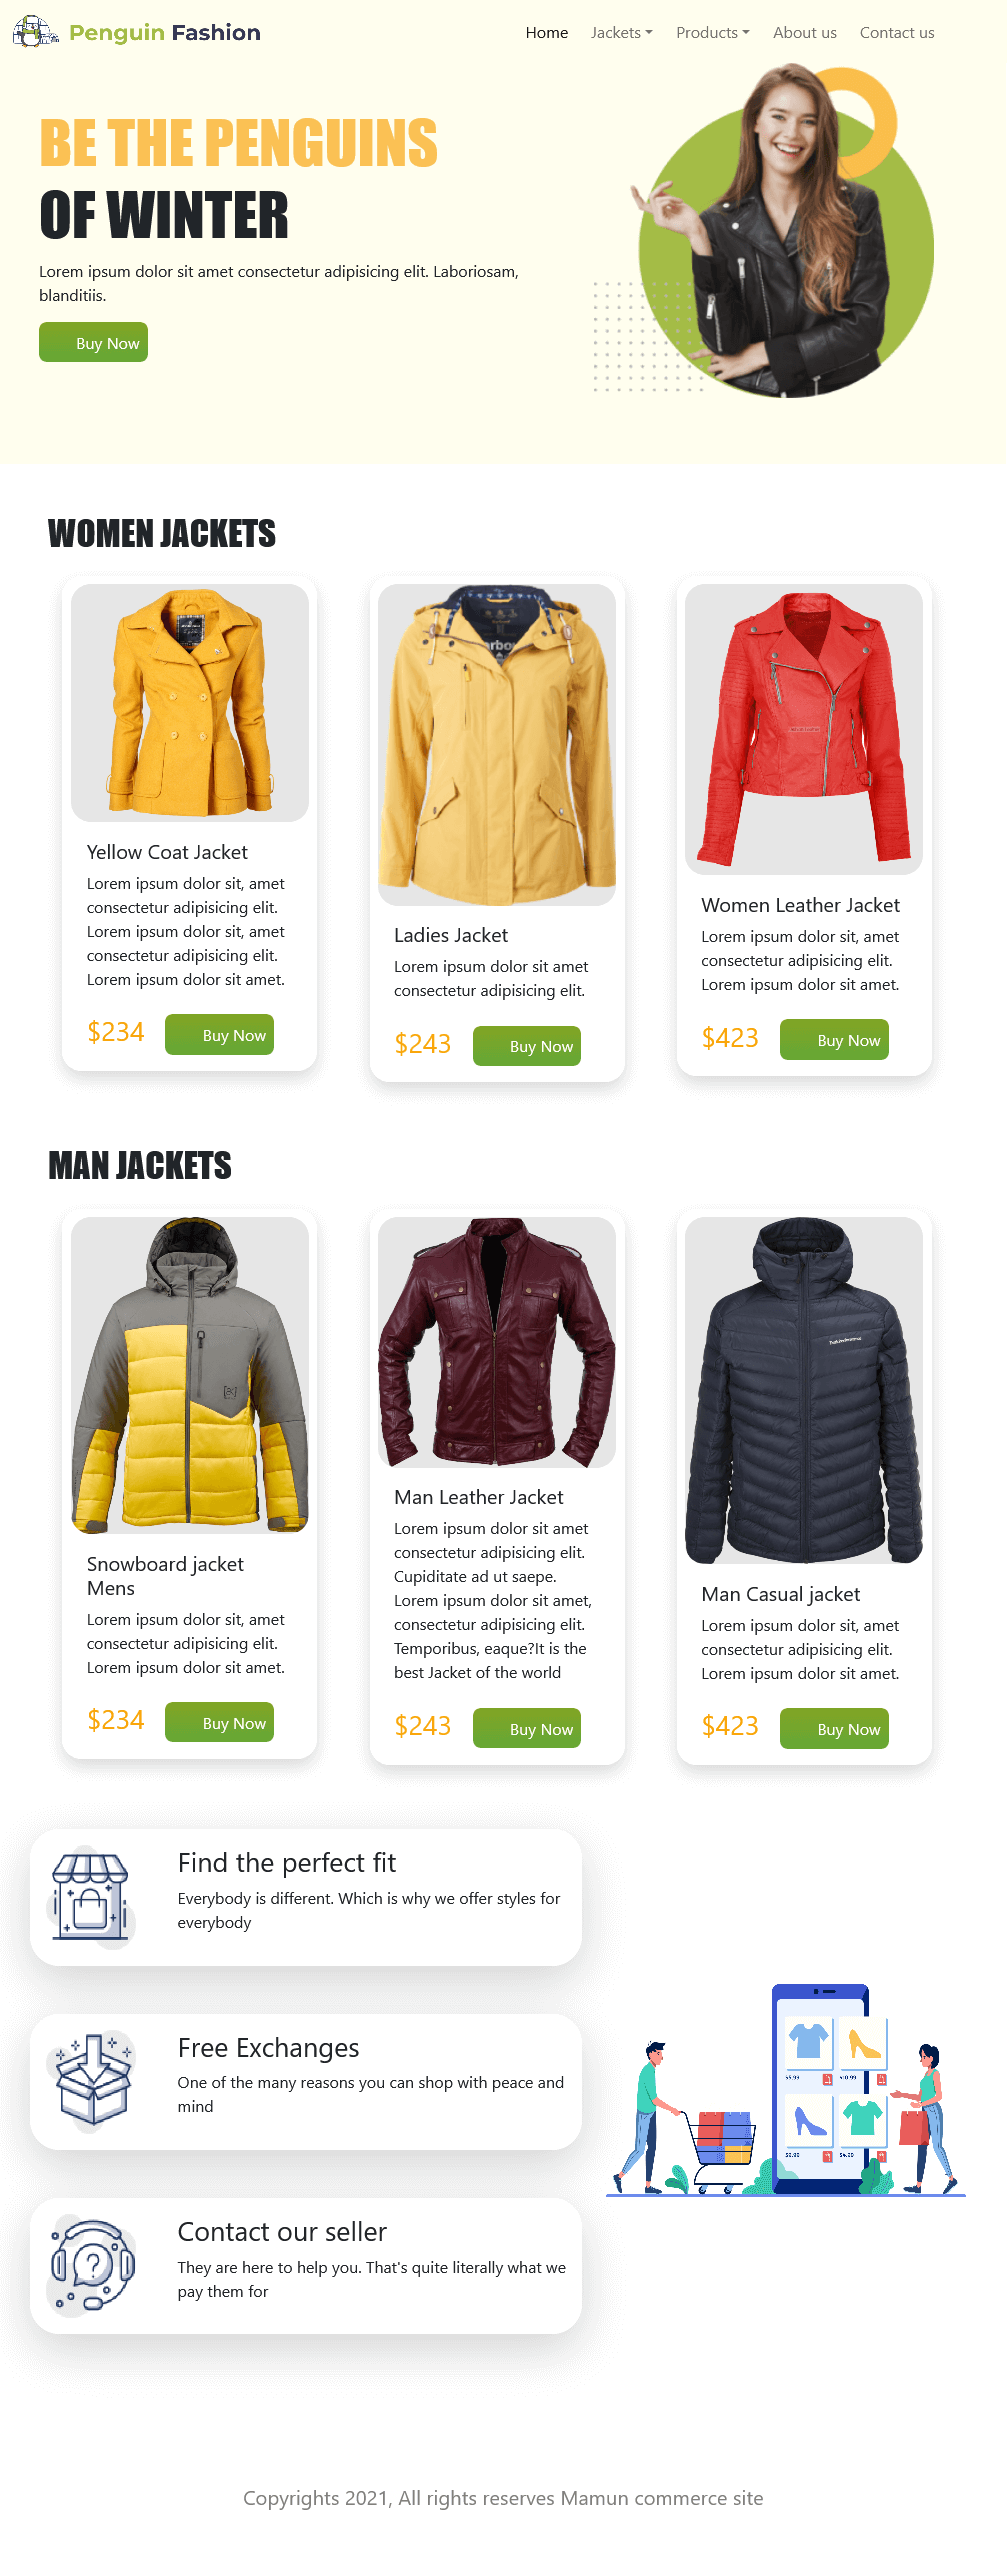 Penguin Fashion
Home Jackets Products About us Contact us
BE THE PENGUINS
OF WINTER
Lorem ipsum dolor sit amet consectetur adipisicing elit. Laboriosam,
blanditiis.
Buy Now
WOMEN JACKETS
Yellow Coat Jacket
Lorem ipsum dolor sit, amet
consectetur adipisicing elit.
Lorem ipsum dolor sit, amet
consectetur adipisicing elit.
Lorem ipsum dolor sit amet.
$234 Buy Now
Ladies Jacket
Lorem ipsum dolor sit amet
consectetur adipisicing elit.
$243 Buy Now
Women Leather Jacket
Lorem ipsum dolor sit, amet
consectetur adipisicing elit.
Lorem ipsum dolor sit amet.
$423 Buy Now
MAN JACKETS
Snowboard jacket
Mens
Lorem ipsum dolor sit, amet
consectetur adipisicing elit.
Lorem ipsum dolor sit amet.
$234 Buy Now
Man Leather Jacket
Lorem ipsum dolor sit amet
consectetur adipisicing elit.
Cupiditate ad ut saepe.
Lorem ipsum dolor sit amet,
consectetur adipisicing elit.
Temporibus, eaque?It is the
best Jacket of the world
$243 Buy Now
Man Casual jacket
Lorem ipsum dolor sit, amet
consectetur adipisicing elit.
Lorem ipsum dolor sit amet.
$423 Buy Now
Find the perfect fit
Everybody is different. Which is why we offer styles for
everybody
Free Exchanges
One of the many reasons you can shop with peace and
mind
Contact our seller
They are here to help you. That's quite literally what we
pay them for
Copyrights 2021, All rights reserves Mamun commerce site